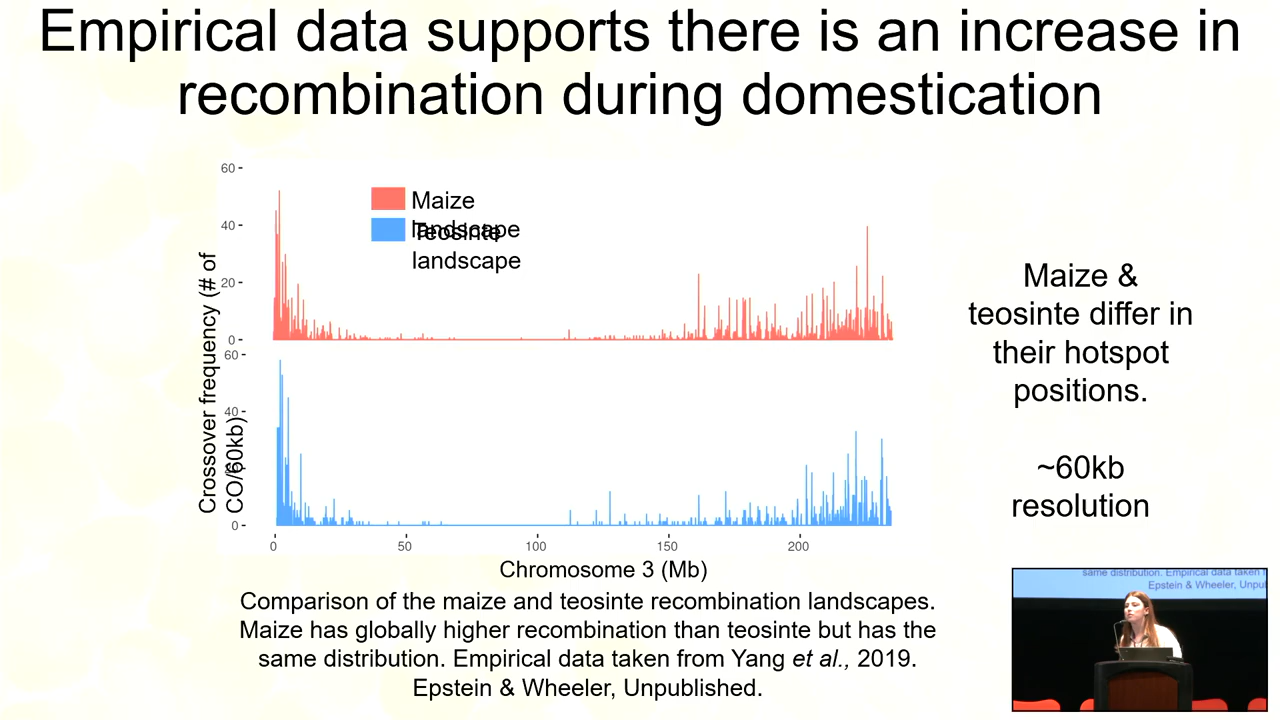 Empirical data supports there is an increase in
recombination during domestication
60
40
20
0
60
40
0
Crossover frequency (# of
CO/60kb)
Maize
landscape
Teosinte
landscape
0
50
100
150
200
Chromosome 3 (Mb)
Maize &
teosinte differ in
their hotspot
positions.
~60kb
resolution
Comparison of the maize and teosinte recombination landscapes.
Maize has globally higher recombination than teosinte but has the
same distribution. Empirical data taken from Yang et al., 2019.
Epstein & Wheeler, Unpublished.
same distribution. Empirical data taken
Epstein & Wheeler, Unpu